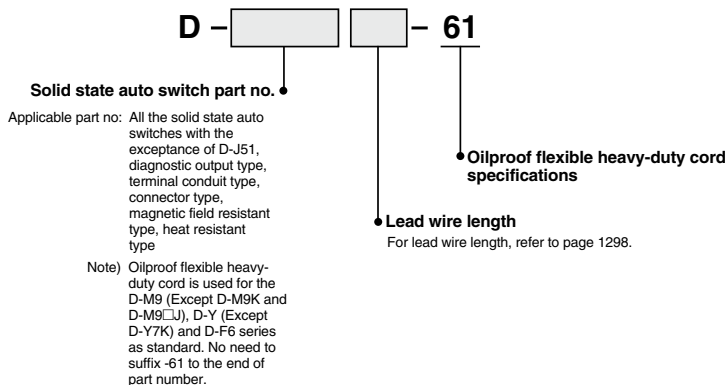 D – – 61
Solid state auto switch part no.
Applicable part no: All the solid state auto
switches with the
exceptance of D-J51,
diagnostic output type,
terminal conduit type,
connector type,
magnetic field resistant
type, heat resistant
type
Note) Oilproof flexible heavy-
duty cord is used for the
D-M9 (Except D-M9K and
D-M9□J), D-Y (Except
D-Y7K) and D-F6 series
as standard. No need to
suffix -61 to the end of
part number.
Oilproof flexible heavy-duty cord
specifications
Lead wire length
For lead wire length, refer to page 1298.